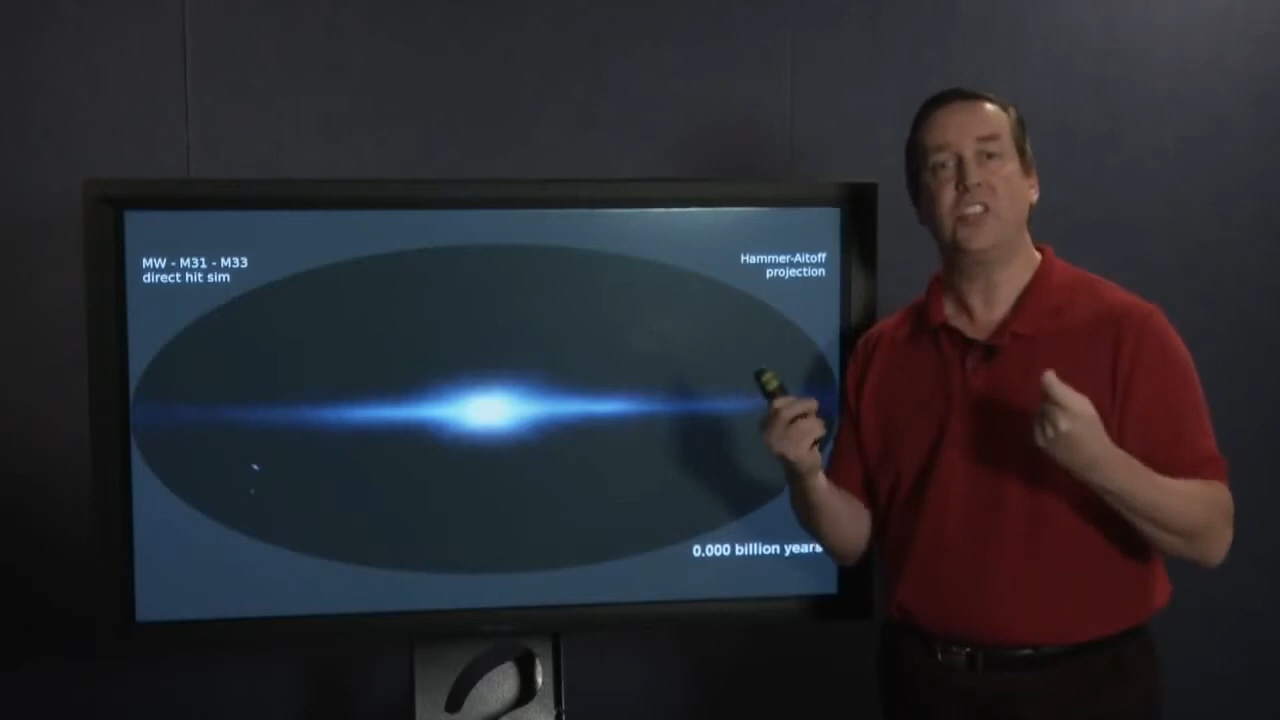 MW - M31 - M33
direct hit sim
Hammer-Aitoff
projection
0.000 billion years